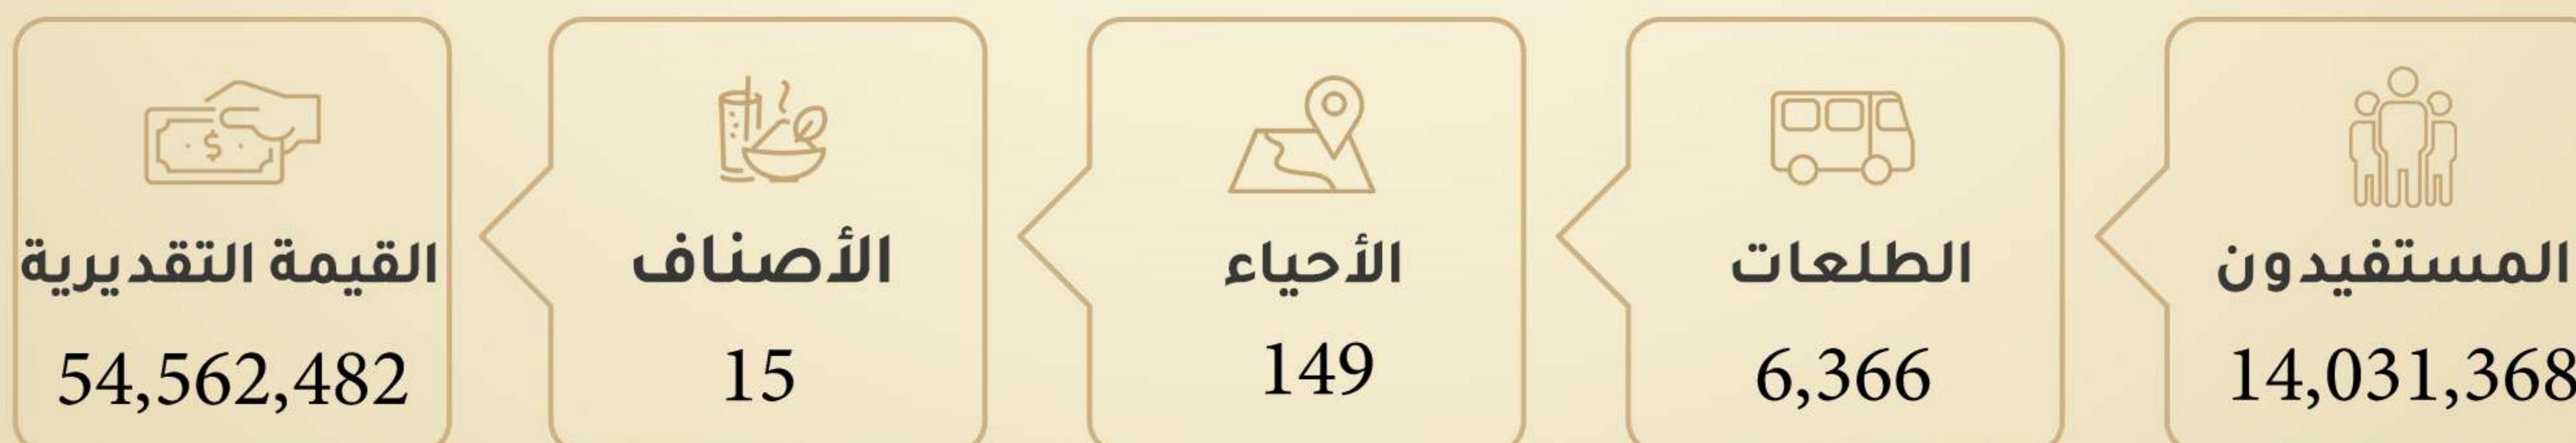 المستفيدون
14,031,368
الطلعات
6,366
الأحياء
149
الأصناف
15
القيمة التقديرية
54,562,482